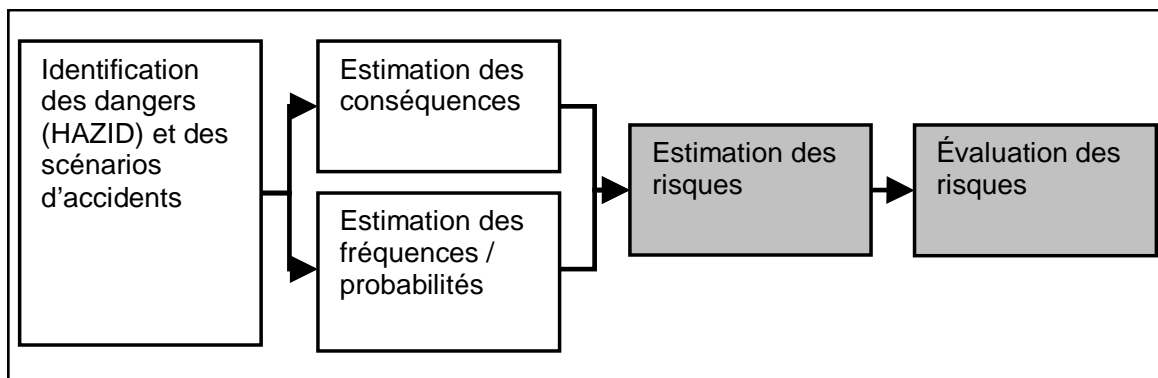 Identification
des dangers
(HAZID) et des
scénarios
d'accidents
Estimation des
conséquences
Estimation des
fréquences /
probabilités
Estimation des
risques
Évaluation des
risques